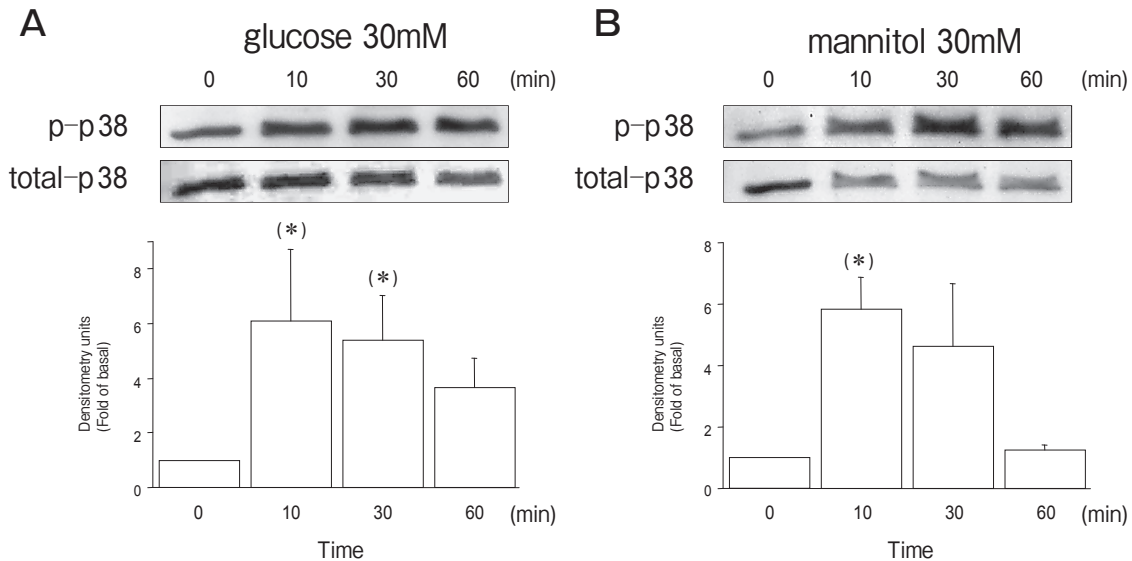 A
glucose 30mM
0 10 30 60 (min)
p-p38
total-p38
(*)
(*)
8
6
4
2
0
Densitometry units
(Fold of basal)
0 10 30 60 (min)
Time
B
mannitol 30mM
0 10 30 60 (min)
p-p38
total-p38
(*)
8
6
4
2
0
Densitometry units
(Fold of basal)
0 10 30 60 (min)
Time